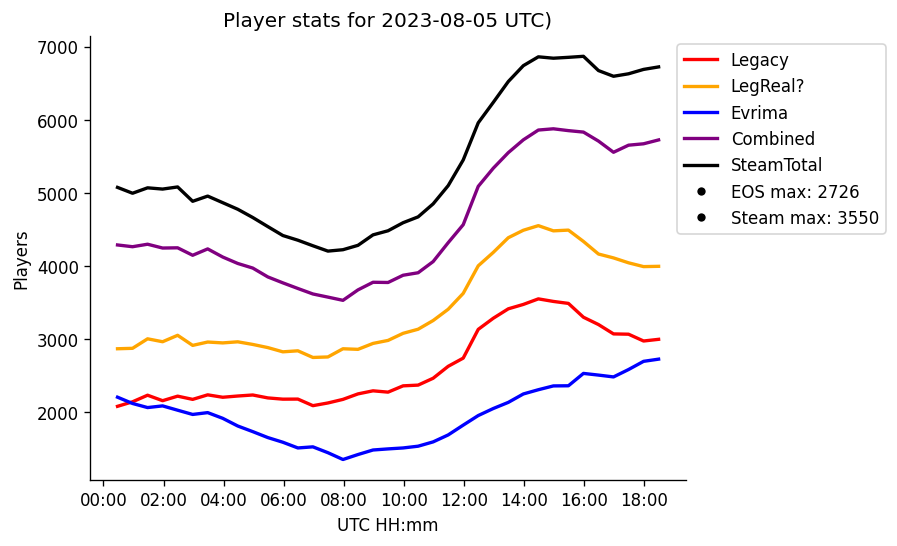 Player stats for 2023-08-05 UTC)
7000
6000
5000
4000
3000
2000
Players
00:00 02:00 04:00 06:00 08:00 10:00 12:00 14:00 16:00 18:00
UTC HH:mm
Legacy
LegReal?
Evrima
Combined
SteamTotal
EOS max: 2726
Steam max: 3550